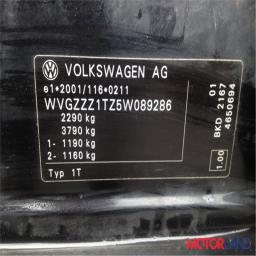 VOLKSWAGEN AG
e1*2001/116*0211
WVGZZZ1TZ5W089286
2290 kg
3790 kg
1- 1190 kg
2- 1160 kg
Typ 1T
01
BKD 2167
4650694
1.00
MOTORLAND